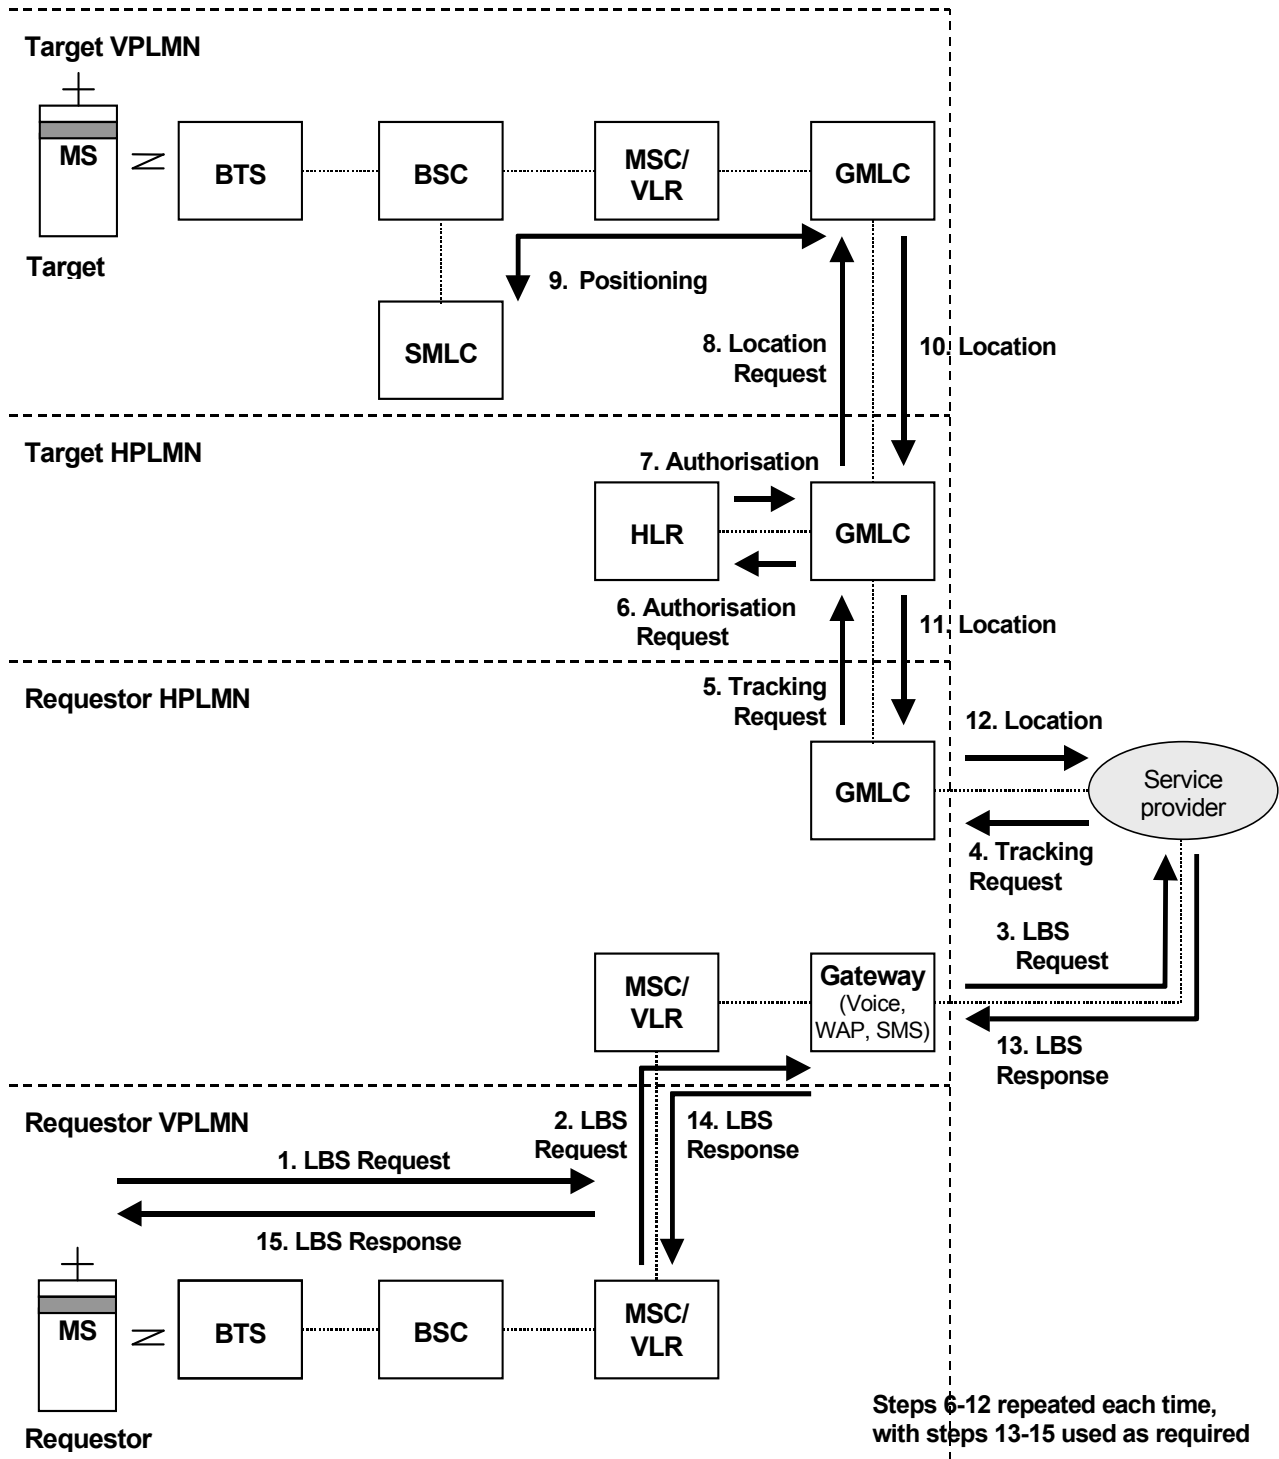 Target VPLMN
MS
BTS
BSC
MSC/
VLR
GMLC
Target
9. Positioning
SMLC
8. Location
Request
10. Location
Target HPLMN
7. Authorisation
HLR
GMLC
6. Authorisation
Request
11. Location
Requestor HPLMN
5. Tracking
Request
12. Location
GMLC
Service
provider
4. Tracking
Request
3. LBS
Request
MSC/
VLR
Gateway
(Voice,
WAP, SMS)
13. LBS
Response
Requestor VPLMN
2. LBS
Request
14. LBS
Response
1. LBS Request
15. LBS Response
MS
BTS
BSC
MSC/
VLR
Requestor
Steps 6-12 repeated each time,
with steps 13-15 used as required